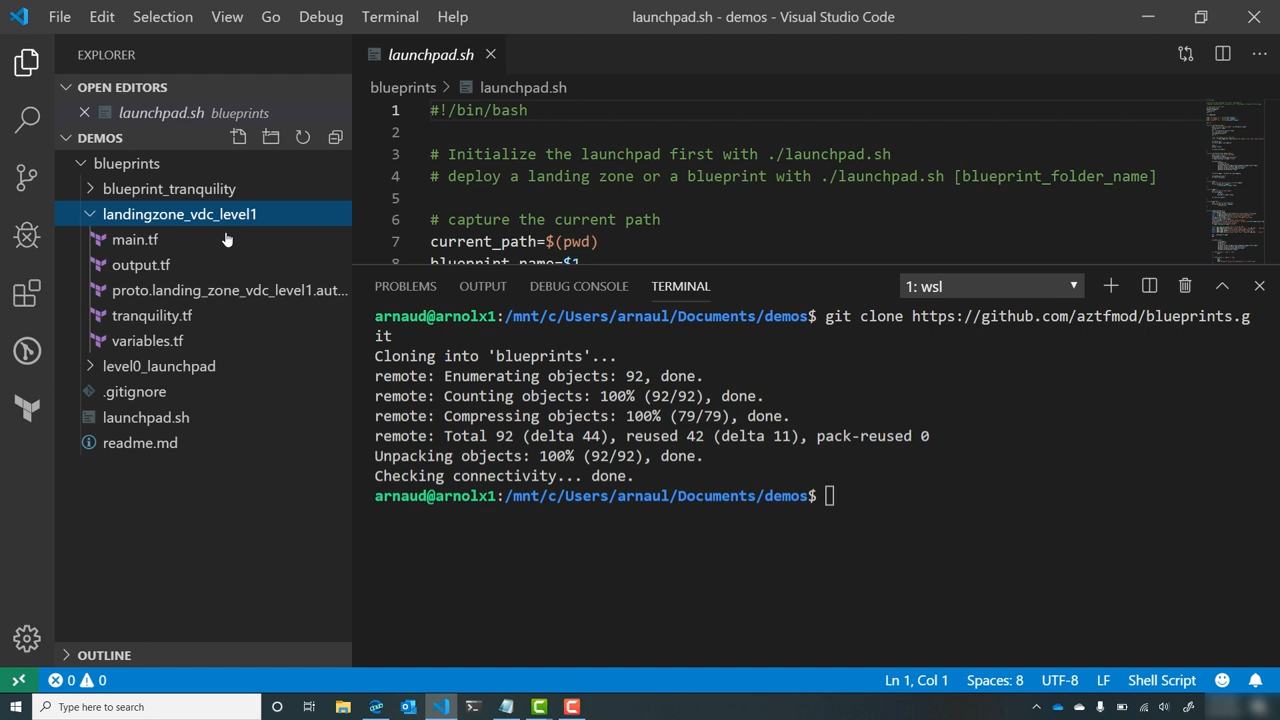 File Edit Selection View Go Debug Terminal Help
launchpad.sh - demos - Visual Studio Code
EXPLORER
OPEN EDITORS
launchpad.sh blueprints
DEMOS
blueprints
blueprint_tranquility
landingzone_vdc_level1
main.tf
output.tf
proto.landing_zone_vdc_level1.aut...
tranquility.tf
variables.tf
level0_launchpad
.gitignore
launchpad.sh
readme.md
OUTLINE
launchpad.sh
blueprints launchpad.sh
1 #!/bin/bash
2
3 # Initialize the launchpad first with ./launchpad.sh
4 # deploy a landing zone or a blueprint with ./launchpad.sh [blueprint_folder_name]
5
6 # capture the current path
7 current_path=$(pwd)
8 blueprint_name=$1
PROBLEMS OUTPUT DEBUG CONSOLE TERMINAL 1: wsl
arnaud@arnolx1:/mnt/c/Users/arnaul/Documents/demos$ git clone https://github.com/aztfmod/blueprints.g
it
Cloning into 'blueprints'...
remote: Enumerating objects: 92, done.
remote: Counting objects: 100% (92/92), done.
remote: Compressing objects: 100% (79/79), done.
remote: Total 92 (delta 44), reused 42 (delta 11), pack-reused 0
Unpacking objects: 100% (92/92), done.
Checking connectivity... done.
arnaud@arnolx1:/mnt/c/Users/arnaul/Documents/demos$
0 0 Ln 1, Col 1 Spaces: 8 UTF-8 LF Shell Script
Type here to search